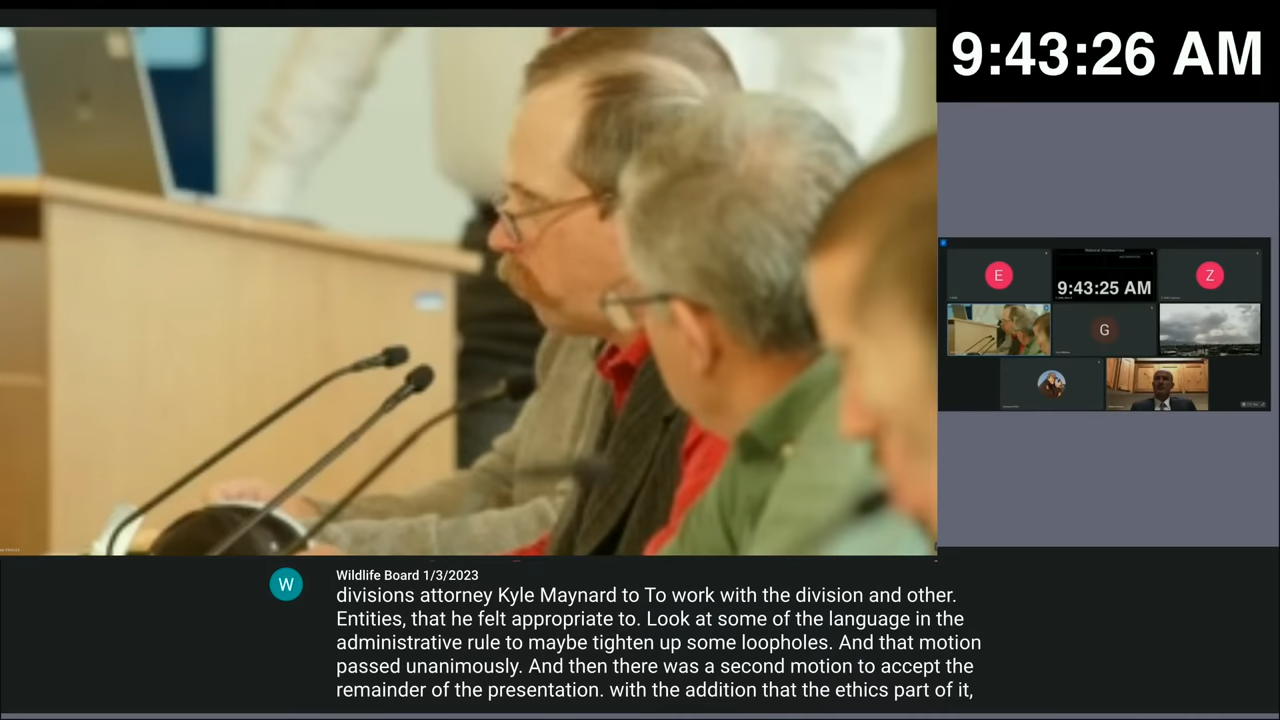 9:43:26 AM
E
9:43:25 AM
Z
G
W
Wildlife Board 1/3/2023
divisions attorney Kyle Maynard to To work with the division and other.
Entities, that he felt appropriate to. Look at some of the language in the
administrative rule to maybe tighten up some loopholes. And that motion
passed unanimously. And then there was a second motion to accept the
remainder of the presentation. with the addition that the ethics part of it,